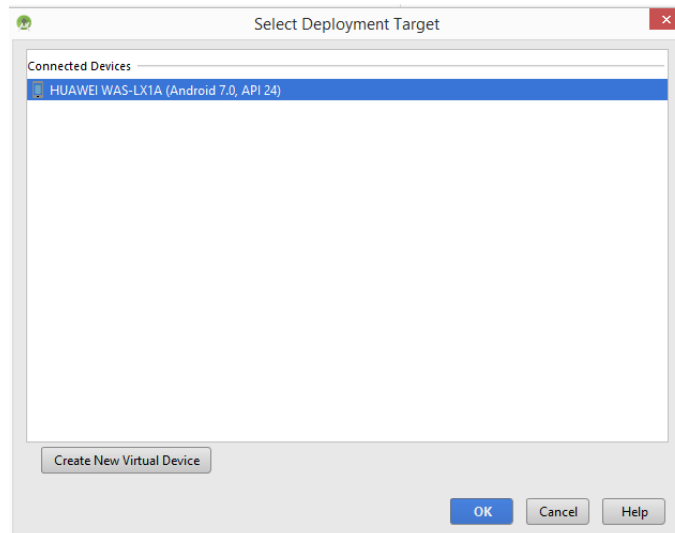 Select Deployment Target
Connected Devices
HUAWEI WAS-LX1A (Android 7.0, API 24)
Create New Virtual Device
OK Cancel Help